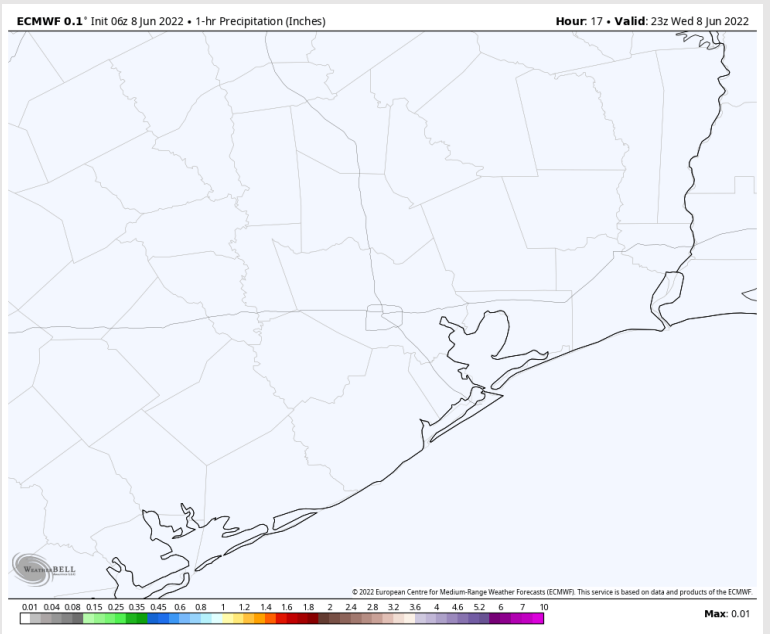 ECMWF 0.1° Init 06z 8 Jun 2022 • 1-hr Precipitation (Inches) Hour: 17 • Valid: 23z Wed 8 Jun 2022
WEATHERBELL
© 2022 European Centre for Medium-Range Weather Forecasts (ECMWF). This service is based on data and products of the ECMWF.
0.01 0.04 0.08 0.15 0.25 0.35 0.45 0.6 0.8 1 1.2 1.4 1.6 1.8 2 2.4 2.8 3.2 3.6 4 4.6 5.2 6 7 10
Max: 0.01